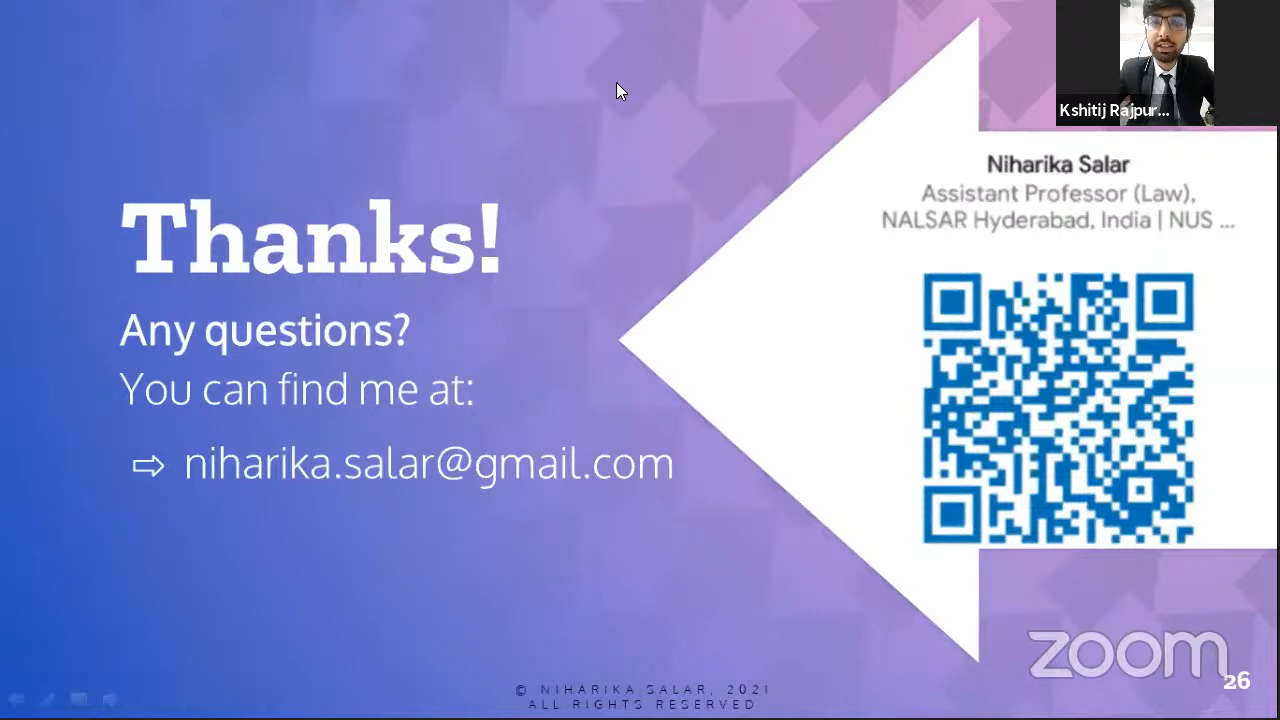 Kshitij Rajpur...
Niharika Salar
Assistant Professor (Law),
NALSAR Hyderabad, India | NUS ...
Thanks!
Any questions?
You can find me at:
⇨ niharika.salar@gmail.com
zoom
26
© NIHARIKA SALAR, 2021
ALL RIGHTS RESERVED